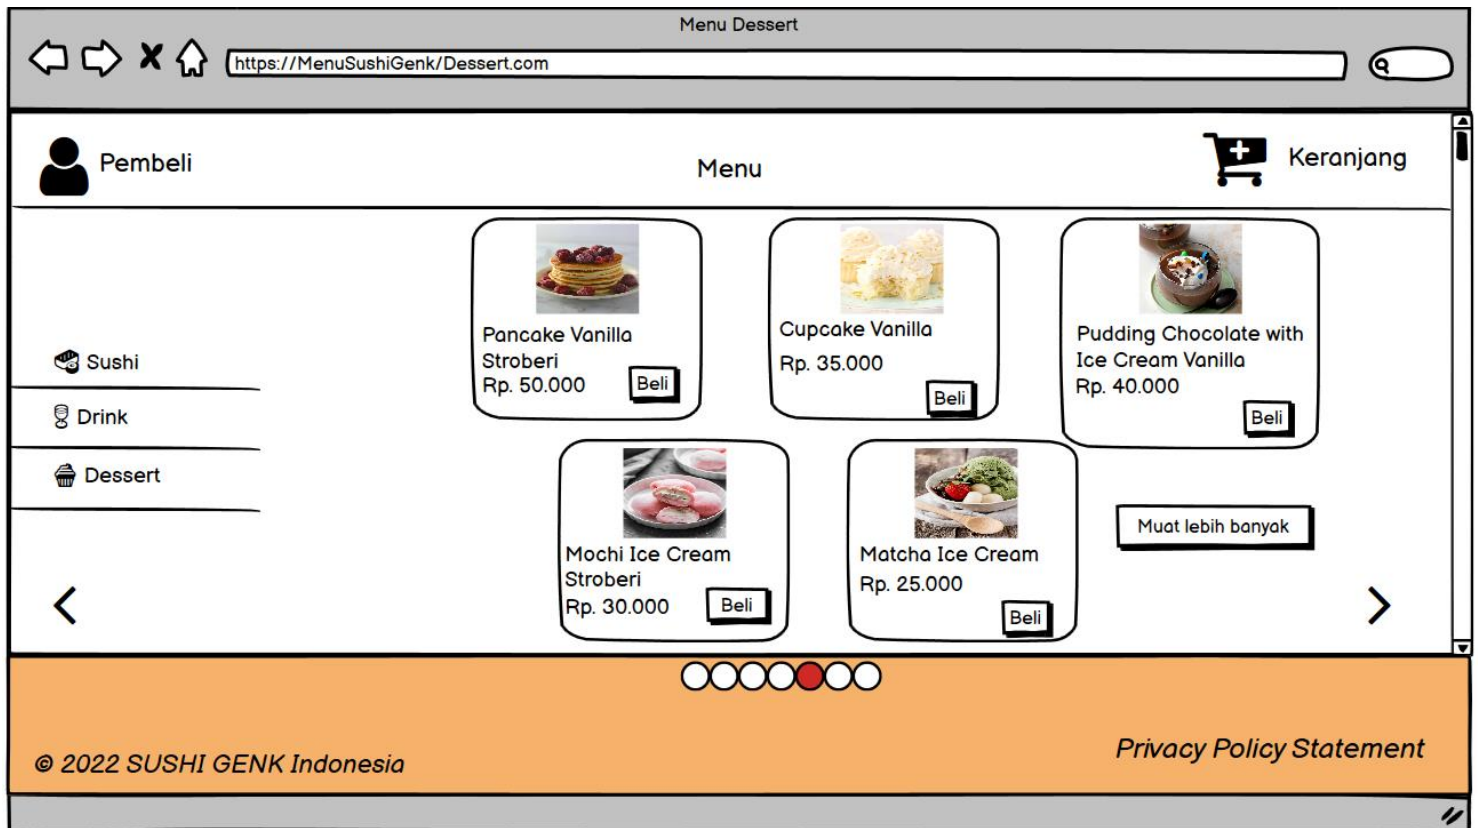 Menu Dessert
https://MenuSushiGenk/Dessert.com
Pembeli
Menu
Keranjang
Sushi
Drink
Dessert
Pancake Vanilla
Stroberi
Rp. 50.000
Beli
Cupcake Vanilla
Rp. 35.000
Beli
Pudding Chocolate with
Ice Cream Vanilla
Rp. 40.000
Beli
Mochi Ice Cream
Stroberi
Rp. 30.000
Beli
Matcha Ice Cream
Rp. 25.000
Beli
Muat lebih banyak
© 2022 SUSHI GENK Indonesia
Privacy Policy Statement